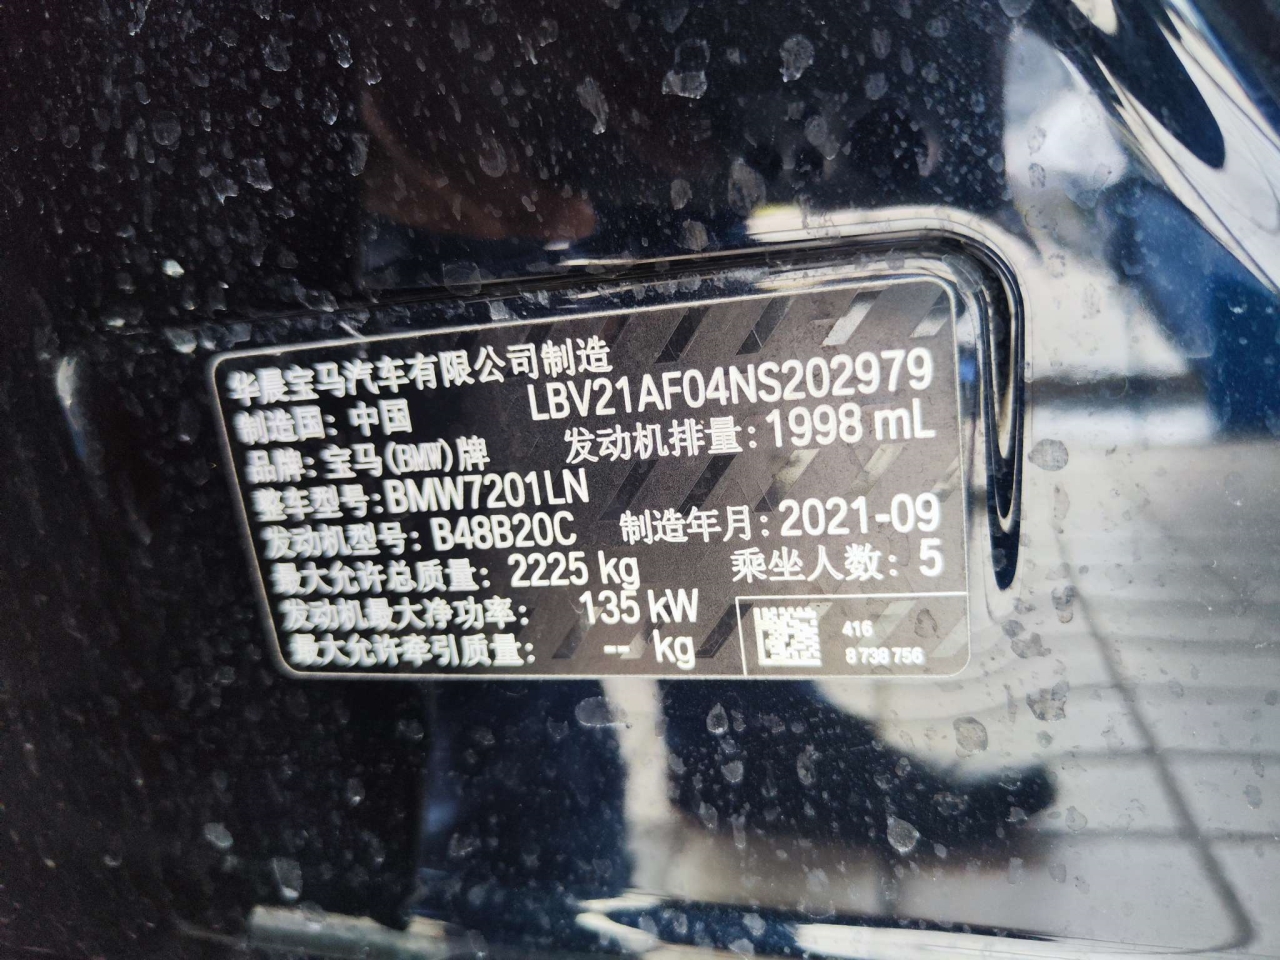 华晨宝马汽车有限公司制造
LBV21AF04NS202979
制造国：中国
发动机排量：1998 mL
品牌：宝马(BMW)牌
整车型号：BMW7201LN
发动机型号：B48B20C
制造年月：2021-09
最大允许总质量：2225 kg
乘坐人数：5
发动机最大净功率：135 kW
最大允许牵引质量：-- kg
416
8 738 756